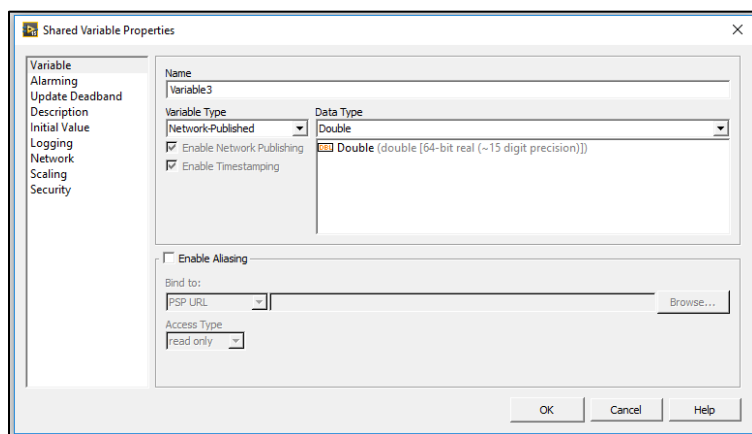 Shared Variable Properties
Variable
Alarming
Update Deadband
Description
Initial Value
Logging
Network
Scaling
Security
Name
Variable3
Variable Type
Data Type
Network-Published
Double
Enable Network Publishing
Enable Timestamping
DBL Double (double [64-bit real (~15 digit precision)])
Enable Aliasing
Bind to:
PSP URL
Browse...
Access Type
read only
OK
Cancel
Help